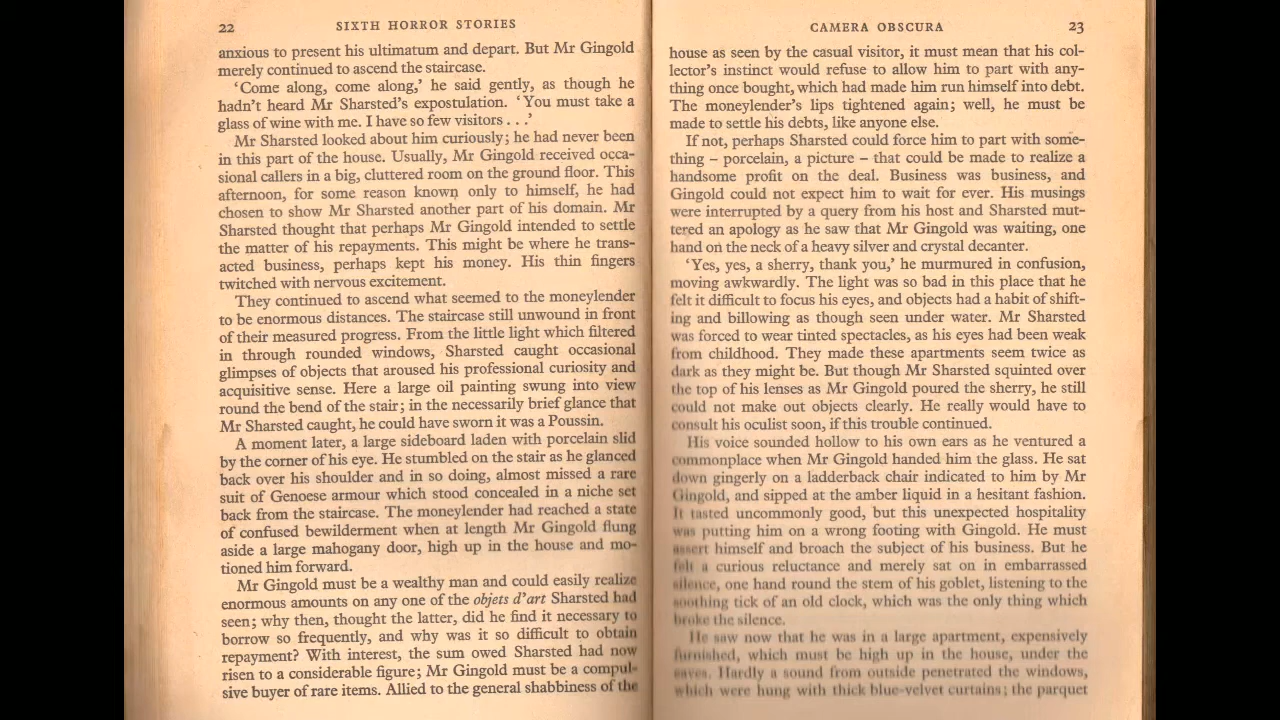 22
SIXTH HORROR STORIES
anxious to present his ultimatum and depart. But Mr Gingold
merely continued to ascend the staircase.
‘Come along, come along,’ he said gently, as though he
hadn’t heard Mr Sharsted’s expostulation. ‘You must take a
glass of wine with me. I have so few visitors . . .’
Mr Sharsted looked about him curiously; he had never been
in this part of the house. Usually, Mr Gingold received occa-
sional callers in a big, cluttered room on the ground floor. This
afternoon, for some reason known only to himself, he had
chosen to show Mr Sharsted another part of his domain. Mr
Sharsted thought that perhaps Mr Gingold intended to settle
the matter of his repayments. This might be where he trans-
acted business, perhaps kept his money. His thin fingers
twitched with nervous excitement.
They continued to ascend what seemed to the moneylender
to be enormous distances. The staircase still unwound in front
of their measured progress. From the little light which filtered
in through rounded windows, Sharsted caught occasional
glimpses of objects that aroused his professional curiosity and
acquisitive sense. Here a large oil painting swung into view
round the bend of the stair; in the necessarily brief glance that
Mr Sharsted caught, he could have sworn it was a Poussin.
A moment later, a large sideboard laden with porcelain slid
by the corner of his eye. He stumbled on the stair as he glanced
back over his shoulder and in so doing, almost missed a rare
suit of Genoese armour which stood concealed in a niche set
back from the staircase. The moneylender had reached a state
of confused bewilderment when at length Mr Gingold flung
aside a large mahogany door, high up in the house and mo-
tioned him forward.
Mr Gingold must be a wealthy man and could easily realize
enormous amounts on any one of the objets d’art Sharsted had
seen; why then, thought the latter, did he find it necessary to
borrow so frequently, and why was it so difficult to obtain
repayment? With interest, the sum owed Sharsted had now
risen to a considerable figure; Mr Gingold must be a compul-
sive buyer of rare items. Allied to the general shabbiness of the
CAMERA OBSCURA
23
house as seen by the casual visitor, it must mean that his col-
lector’s instinct would refuse to allow him to part with any-
thing once bought, which had made him run himself into debt.
The moneylender’s lips tightened again; well, he must be
made to settle his debts, like anyone else.
If not, perhaps Sharsted could force him to part with some-
thing – porcelain, a picture – that could be made to realize a
handsome profit on the deal. Business was business, and
Gingold could not expect him to wait for ever. His musings
were interrupted by a query from his host and Sharsted mut-
tered an apology as he saw that Mr Gingold was waiting, one
hand on the neck of a heavy silver and crystal decanter.
‘Yes, yes, a sherry, thank you,’ he murmured in confusion,
moving awkwardly. The light was so bad in this place that he
felt it difficult to focus his eyes, and objects had a habit of shift-
ing and billowing as though seen under water. Mr Sharsted
was forced to wear tinted spectacles, as his eyes had been weak
from childhood. They made these apartments seem twice as
dark as they might be. But though Mr Sharsted squinted over
the top of his lenses as Mr Gingold poured the sherry, he still
could not make out objects clearly. He really would have to
consult his oculist soon, if this trouble continued.
His voice sounded hollow to his own ears as he ventured a
commonplace when Mr Gingold handed him the glass. He sat
down gingerly on a ladderback chair indicated to him by Mr
Gingold, and sipped at the amber liquid in a hesitant fashion.
It tasted uncommonly good, but this unexpected hospitality
was putting him on a wrong footing with Gingold. He must
assert himself and broach the subject of his business. But he
felt a curious reluctance and merely sat on in embarrassed
silence, one hand round the stem of his goblet, listening to the
soothing tick of an old clock, which was the only thing which
broke the silence.
He saw now that he was in a large apartment, expensively
furnished, which must be high up in the house, under the
eaves. Hardly a sound from outside penetrated the windows,
which were hung with thick blue-velvet curtains; the parquet